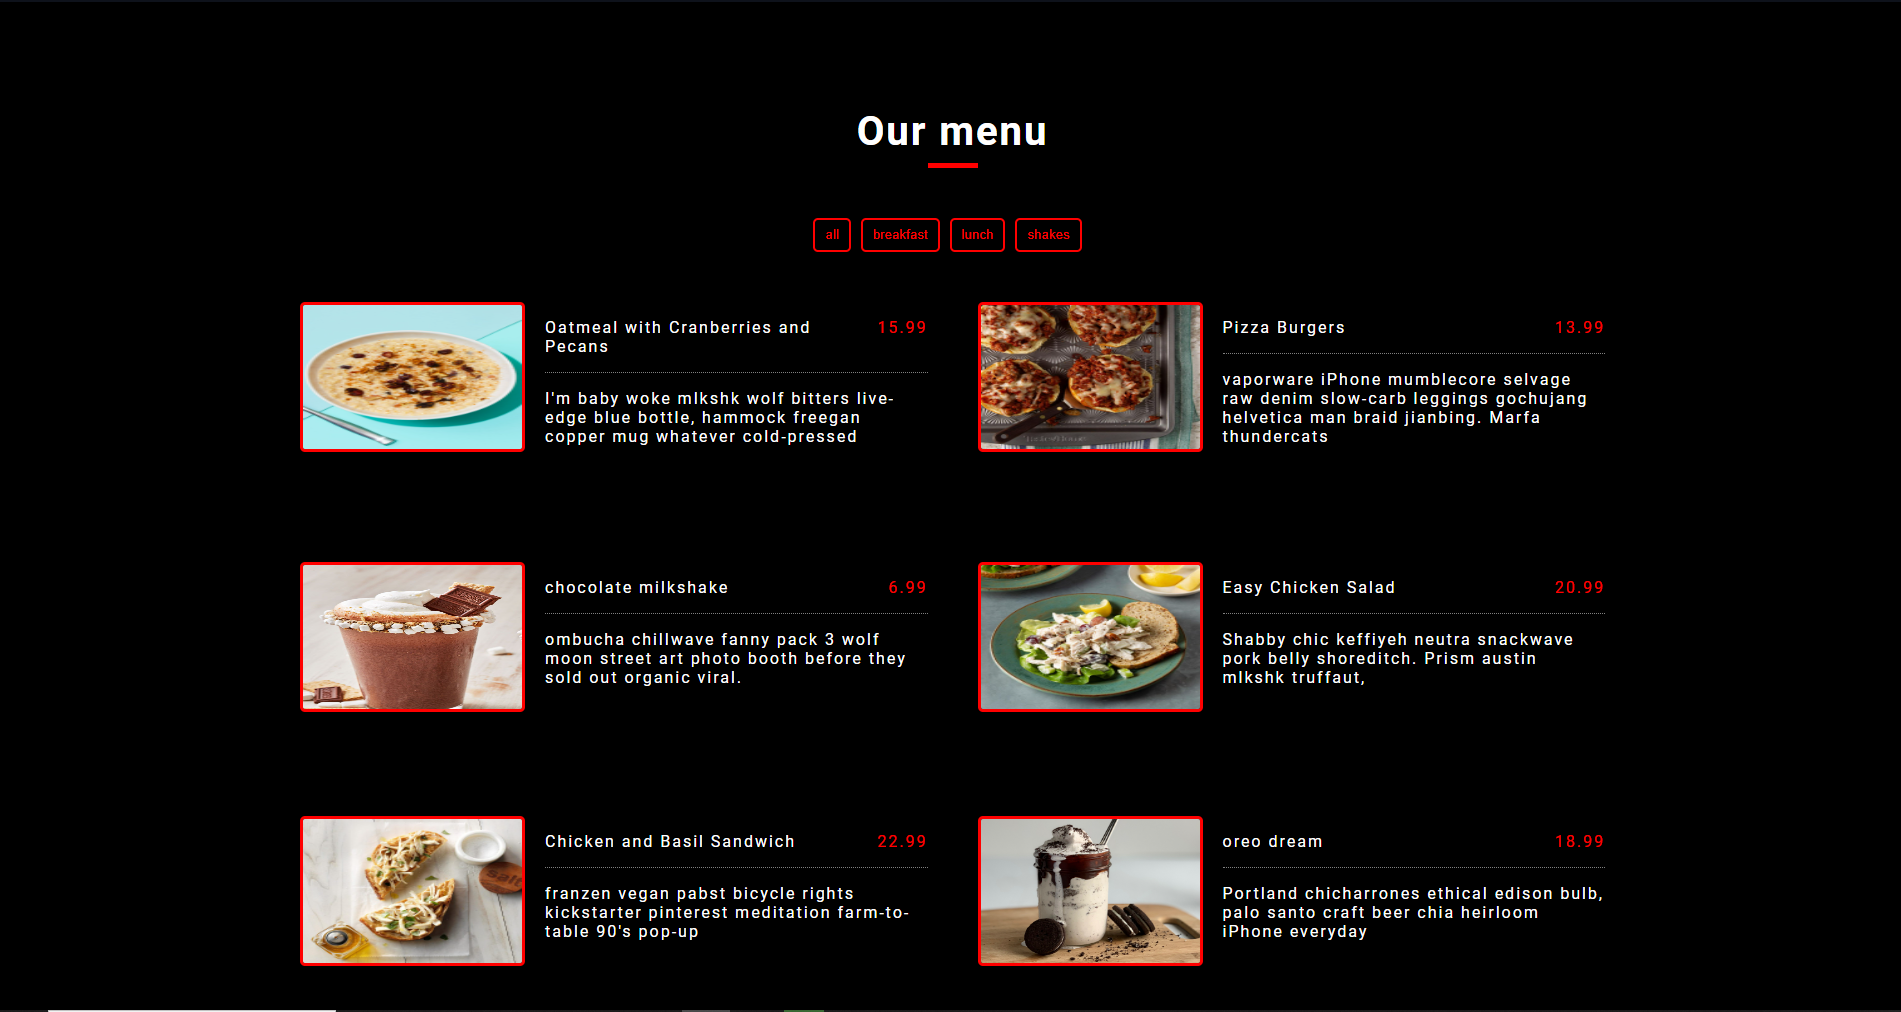 Our menu
all
breakfast
lunch
shakes
Oatmeal with Cranberries and
Pecans
15.99
I'm baby woke mlkshk wolf bitters live-
edge blue bottle, hammock freegan
copper mug whatever cold-pressed
Pizza Burgers
13.99
vaporware iPhone mumblecore selvage
raw denim slow-carb leggings gochujang
helvetica man braid jianbing. Marfa
thundercats
chocolate milkshake
6.99
ombucha chillwave fanny pack 3 wolf
moon street art photo booth before they
sold out organic viral.
Easy Chicken Salad
20.99
Shabby chic keffiyeh neutra snackwave
pork belly shoreditch. Prism austin
mlkshk truffaut,
Chicken and Basil Sandwich
22.99
franzen vegan pabst bicycle rights
kickstarter pinterest meditation farm-to-
table 90's pop-up
salt
oreo dream
18.99
Portland chicharrones ethical edison bulb,
palo santo craft beer chia heirloom
iPhone everyday